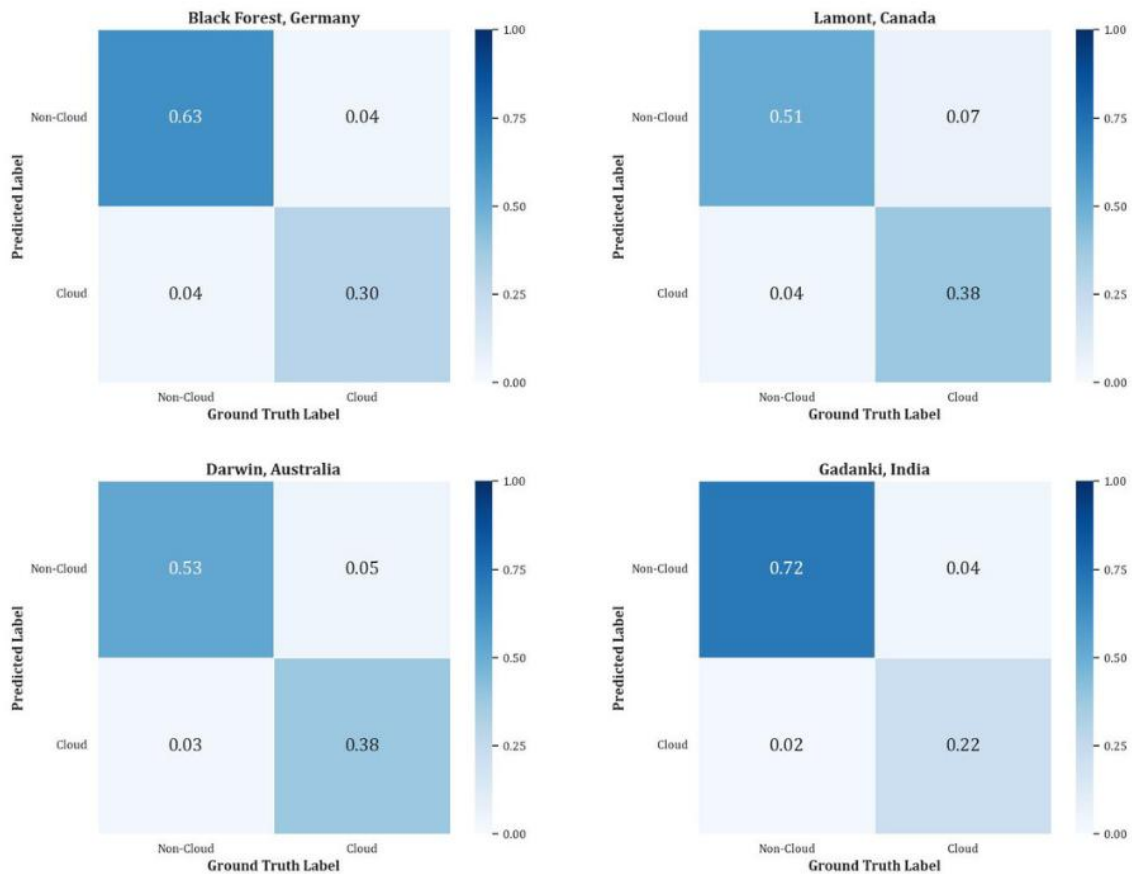 Black Forest, Germany
1.00
Non-Cloud
0.63
0.04
0.75
Predicted Label
0.50
Cloud
0.04
0.30
0.25
0.00
Non-Cloud
Cloud
Ground Truth Label
Lamont, Canada
1.00
Non-Cloud
0.51
0.07
0.75
Predicted Label
0.50
Cloud
0.04
0.38
0.25
0.00
Non-Cloud
Cloud
Ground Truth Label
Darwin, Australia
1.00
Non-Cloud
0.53
0.05
0.75
Predicted Label
0.50
Cloud
0.03
0.38
0.25
0.00
Non-Cloud
Cloud
Ground Truth Label
Gadanki, India
1.00
Non-Cloud
0.72
0.04
0.75
Predicted Label
0.50
Cloud
0.02
0.22
0.25
0.00
Non-Cloud
Cloud
Ground Truth Label